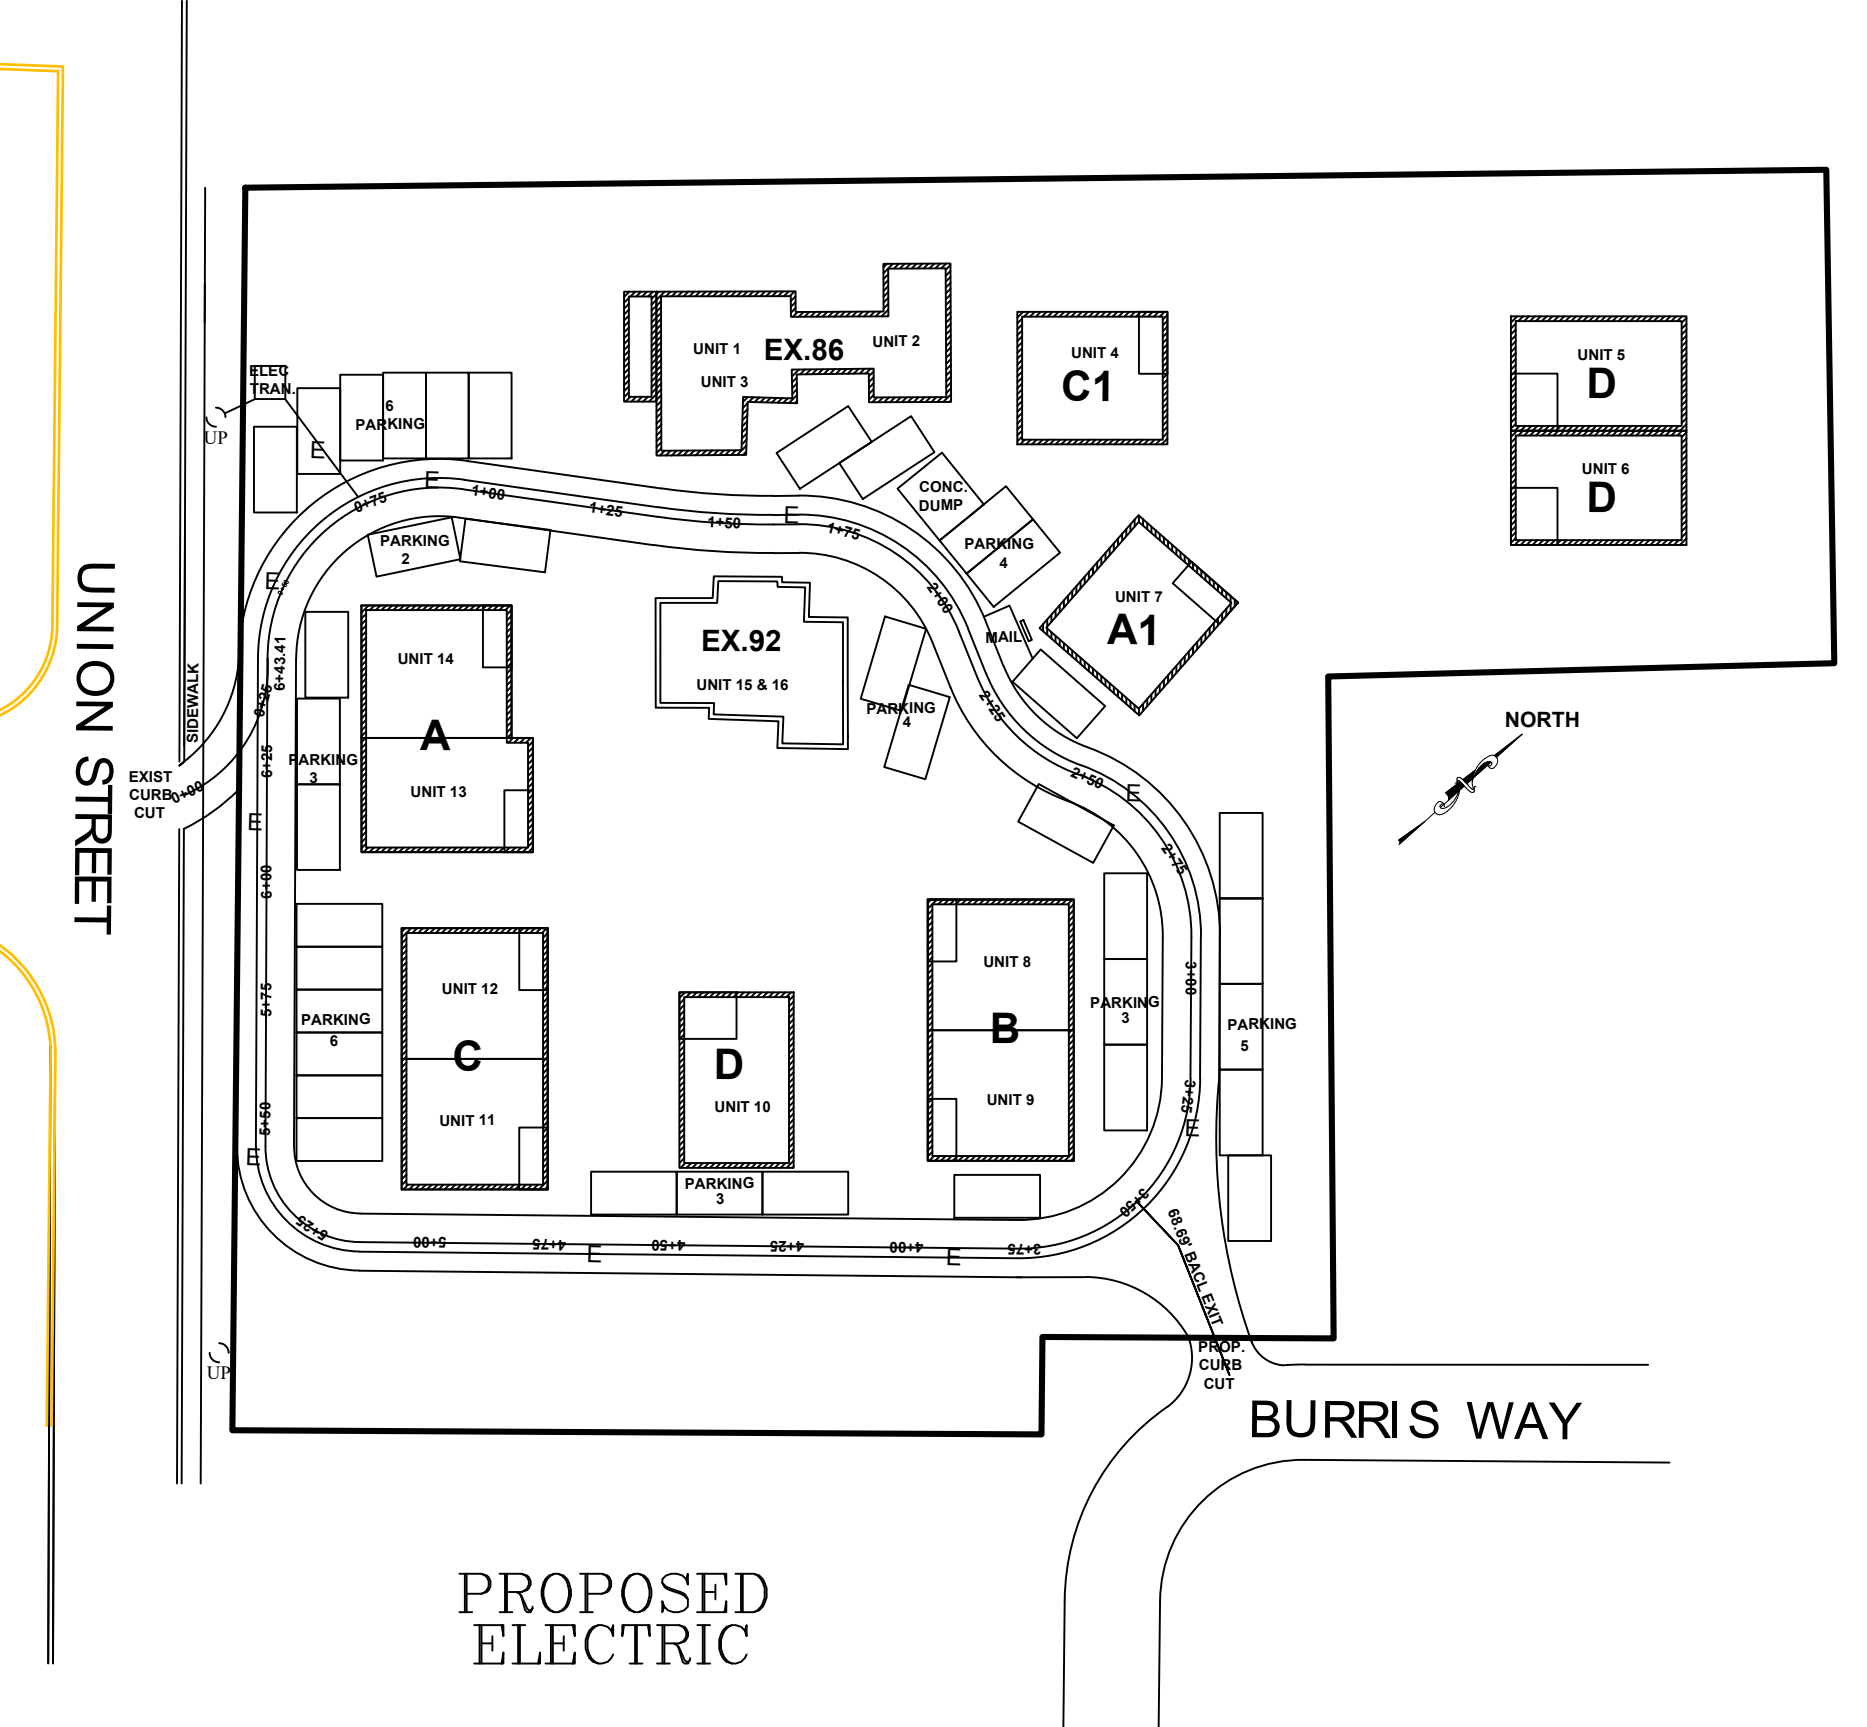 UNIT 1
EX.86
UNIT 2
UNIT 3
UNIT 4
C1
UNIT 5
D
UNIT 6
D
ELEC
TRAN.
UP
6
PARKING
E
E
0+75
1+00
1+25
1+50
E
1+75
CONC.
DUMP
PARKING
4
PARKING
2
E
UNIT 7
A1
2+00
MAIL
EX.92
UNIT 15 & 16
PARKING
4
2+25
UNION STREET
SIDEWALK
6+43.41
0+25
UNIT 14
A
UNIT 13
PARKING
3
6+25
EXIST
CURB
CUT
0+00
E
NORTH
2+50
E
2+75
6+00
UNIT 12
C
UNIT 11
PARKING
6
5+75
5+50
E
D
UNIT 10
UNIT 8
B
UNIT 9
PARKING
3
3+00
PARKING
5
3+25
E
PARKING
3
3+50
68.69' BACL EXIT
5+25
5+00
4+75
E
4+50
4+25
4+00
E
3+75
UP
PROP.
CURB
CUT
BURRIS WAY
PROPOSED
ELECTRIC